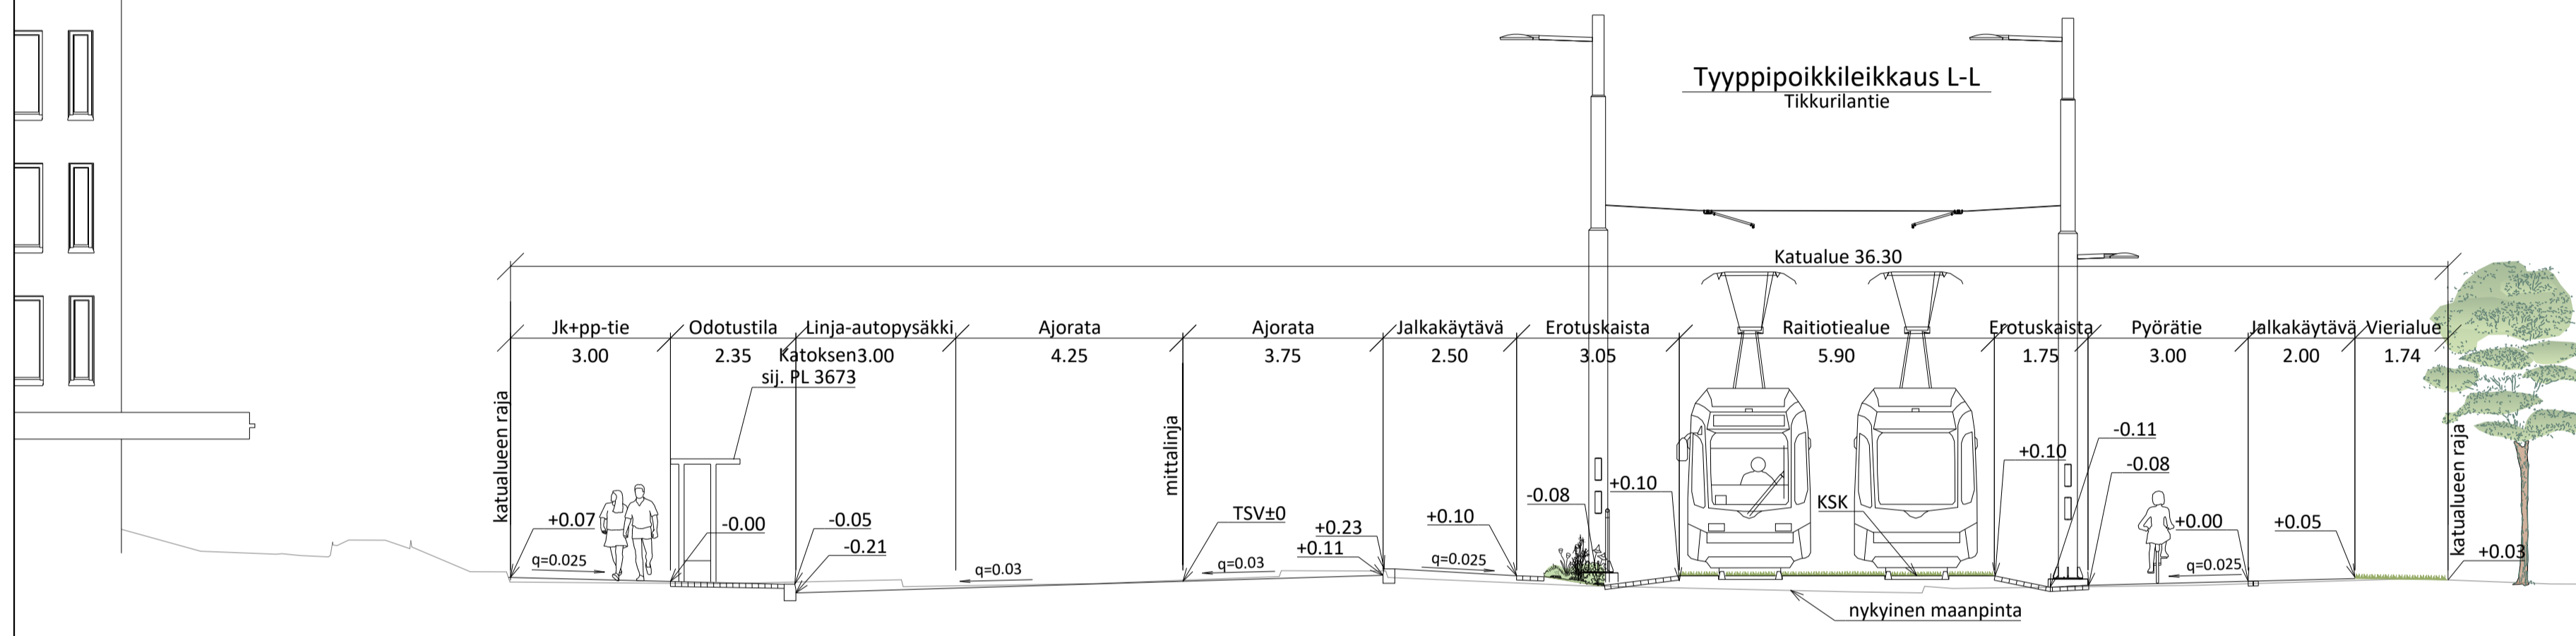 Tyyppipoikkileikkaus L-L
Tikkurilantie
Katualue 36.30
Jk+pp-tie
Odotustila
Linja-autopysäkki
Ajorata
Ajorata
Jalkakäytävä
Erotuskaista
Raitiotiealue
Erotuskaista
Pyörätie
Jalkakäytävä
Vierialue
3.00
2.35
Katoksen
3.00
4.25
3.75
2.50
3.05
5.90
1.75
3.00
2.00
1.74
sij. PL 3673
katualueen raja
mittalinja
katualueen raja
+0.07
-0.00
-0.05
-0.21
TSV±0
+0.23
+0.11
+0.10
-0.08
+0.10
KSK
+0.10
-0.11
-0.08
+0.00
+0.05
+0.03
q=0.025
q=0.03
q=0.03
q=0.025
q=0.025
nykyinen maanpinta